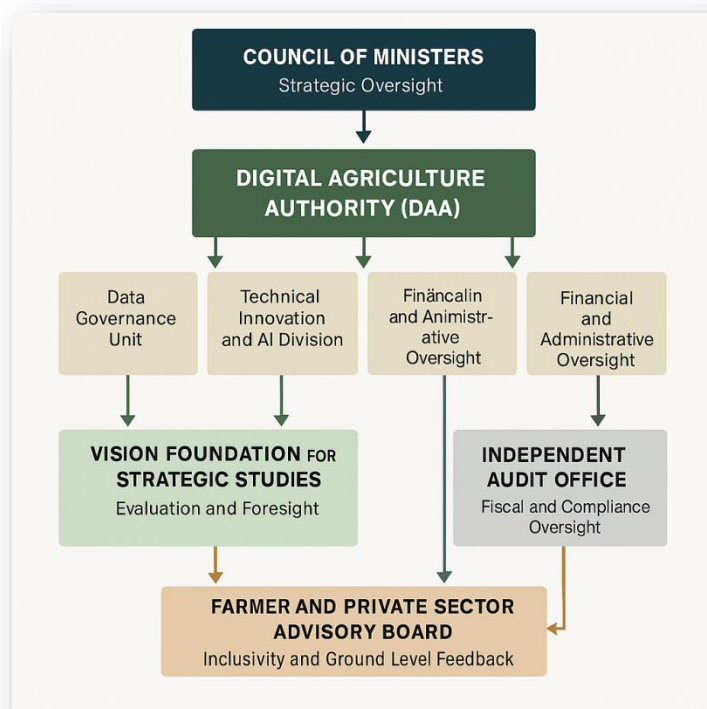 COUNCIL OF MINISTERS
Strategic Oversight
DIGITAL AGRICULTURE
AUTHORITY (DAA)
Data
Governance
Unit
Technical
Innovation
and AI Division
Finäncalin
and Animistr-
ative
Oversight
Financial
and
Administrative
Oversight
VISION FOUNDATION FOR
STRATEGIC STUDIES
Evaluation and Foresight
INDEPENDENT
AUDIT OFFICE
Fiscal and Compliance
Oversight
FARMER AND PRIVATE SECTOR
ADVISORY BOARD
Inclusivity and Ground Level Feedback